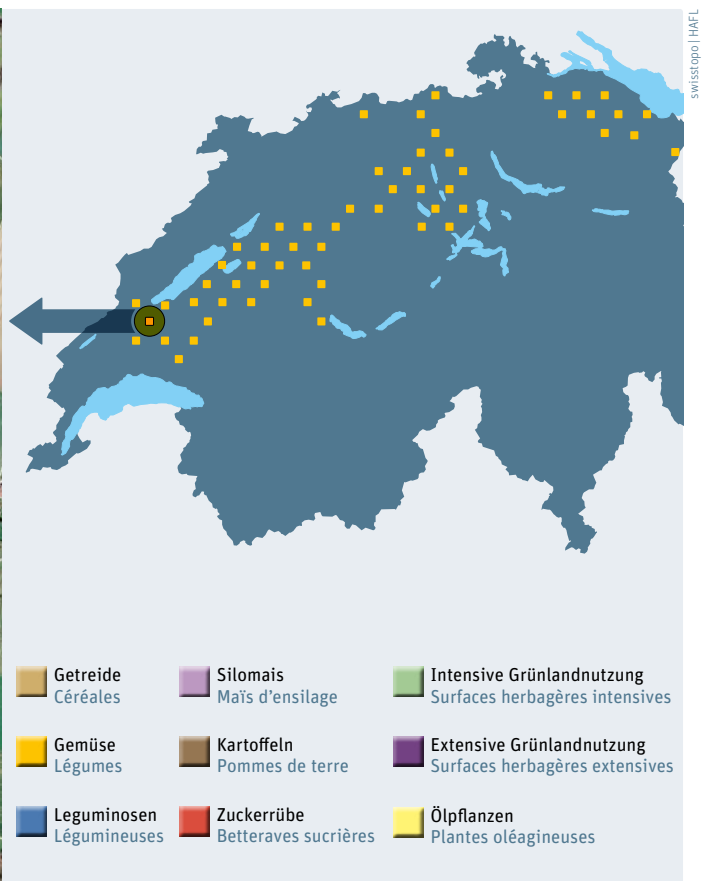 swisstopo | HAFL
Getreide
Céréales
Silomais
Maïs d'ensilage
Intensive Grünlandnutzung
Surfaces herbagères intensives
Gemüse
Légumes
Kartoffeln
Pommes de terre
Extensive Grünlandnutzung
Surfaces herbagères extensives
Leguminosen
Légumineuses
Zuckerrübe
Betteraves sucrières
Ölpflanzen
Plantes oléagineuses